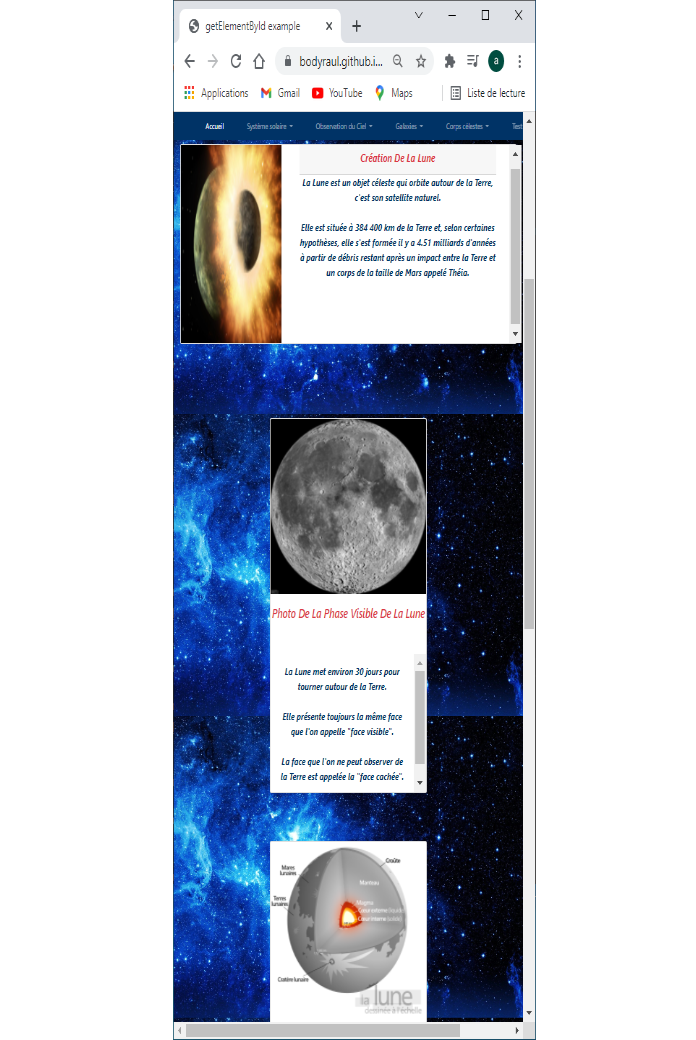 getElementById example
bodyraul.github.i...
a
Applications
Gmail
YouTube
Maps
Liste de lecture
Accueil
Système solaire
Observation du Ciel
Galaxies
Corps célestes
Test
Création De La Lune
La Lune est un objet céleste qui orbite autour de la Terre,
c'est son satellite naturel.
Elle est située à 384 400 km de la Terre et, selon certaines
hypothèses, elle s'est formée il y a 4.51 milliards d'années
à partir de débris restant après un impact entre la Terre et
un corps de la taille de Mars appelé Théia.
Photo De La Phase Visible De La Lune
La Lune met environ 30 jours pour
tourner autour de la Terre.
Elle présente toujours la même face
que l'on appelle "face visible".
La face que l'on ne peut observer de
la Terre est appelée la "face cachée".
Croûte
Mares
lunaires
Manteau
Terres
lunaires
Magma
Cœur externe (liquide)
Cœur interne (solide)
Cratère lunaire
la lune
dessinée à l'échelle